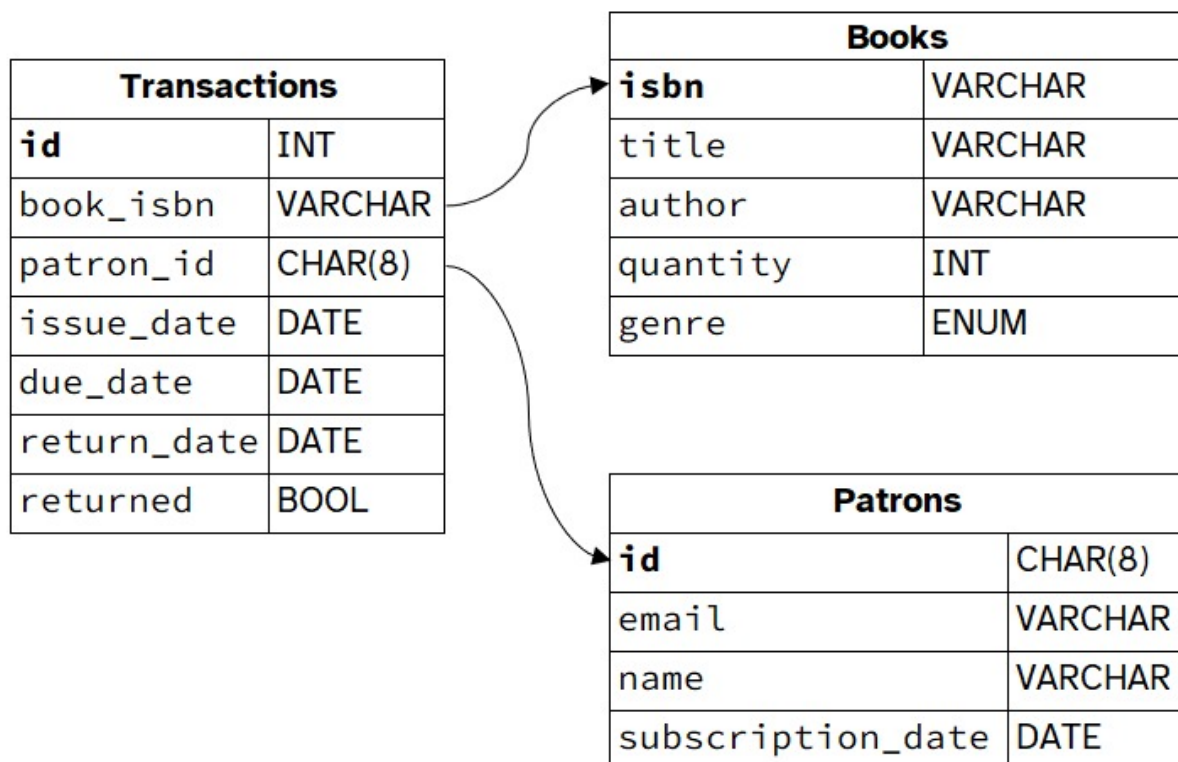 Transactions
id INT
book_isbn VARCHAR
patron_id CHAR(8)
issue_date DATE
due_date DATE
return_date DATE
returned BOOL
Books
isbn VARCHAR
title VARCHAR
author VARCHAR
quantity INT
genre ENUM
Patrons
id CHAR(8)
email VARCHAR
name VARCHAR
subscription_date DATE